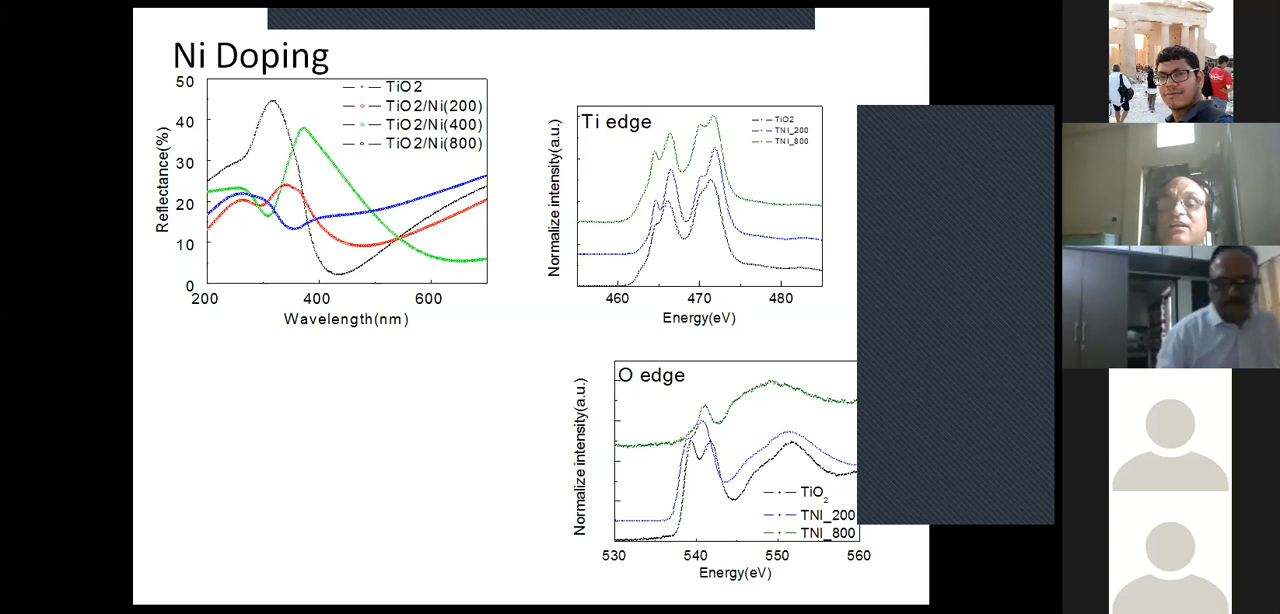 Ni Doping
50
40
30
20
10
0
Reflectance(%)
TiO2
TiO2/Ni(200)
TiO2/Ni(400)
TiO2/Ni(800)
200
400
600
Wavelength(nm)
Ti edge
Normalize intensity(a.u.)
TiO2
TNI_200
TNI_800
460
470
480
Energy(eV)
O edge
Normalize intensity(a.u.)
TiO2
TNI_200
TNI_800
530
540
550
560
Energy(eV)